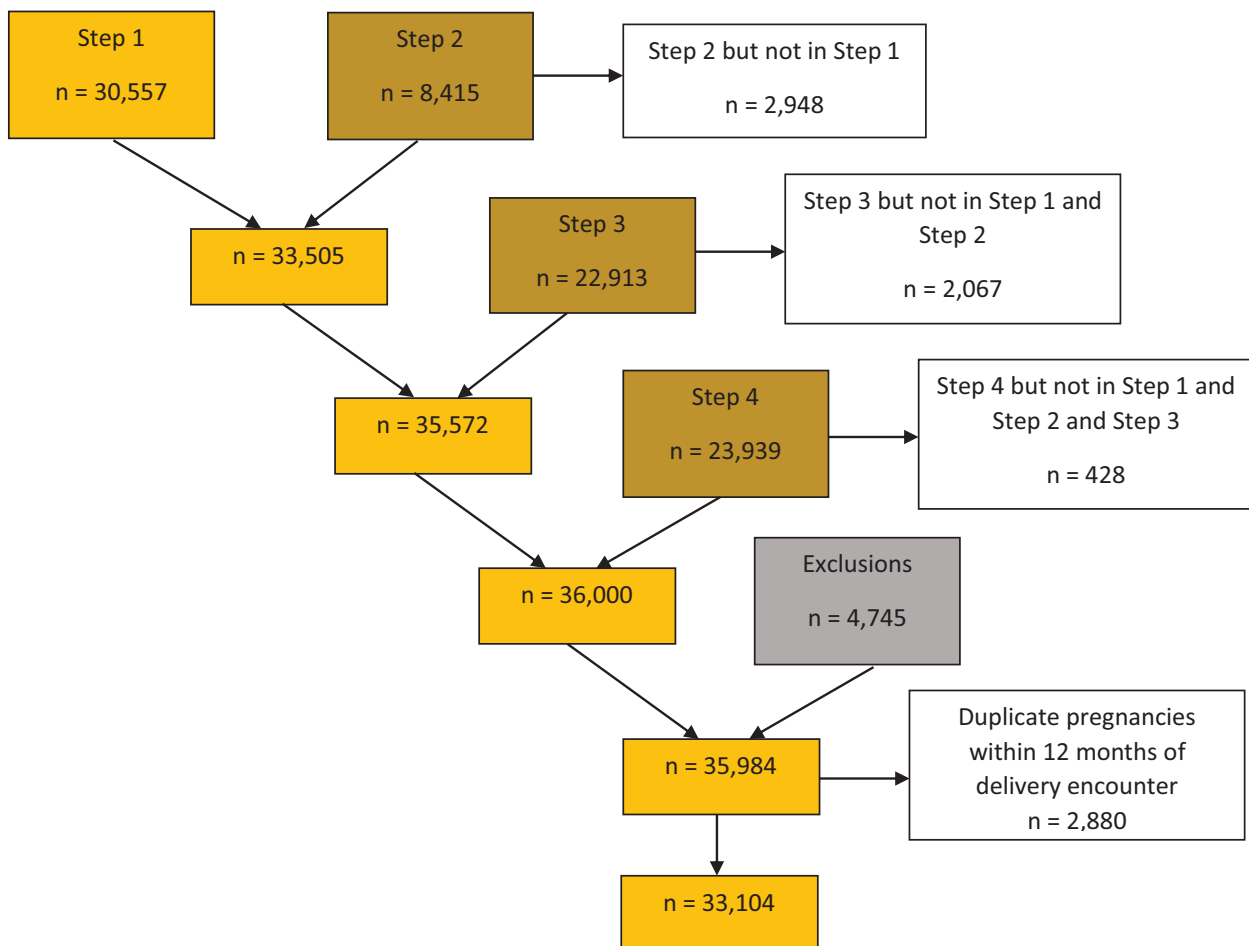 Step 1
n = 30,557
Step 2
n = 8,415
Step 2 but not in Step 1
n = 2,948
n = 33,505
Step 3
n = 22,913
Step 3 but not in Step 1 and
Step 2
n = 2,067
n = 35,572
Step 4
n = 23,939
Step 4 but not in Step 1 and
Step 2 and Step 3
n = 428
n = 36,000
Exclusions
n = 4,745
n = 35,984
Duplicate pregnancies
within 12 months of
delivery encounter
n = 2,880
n = 33,104